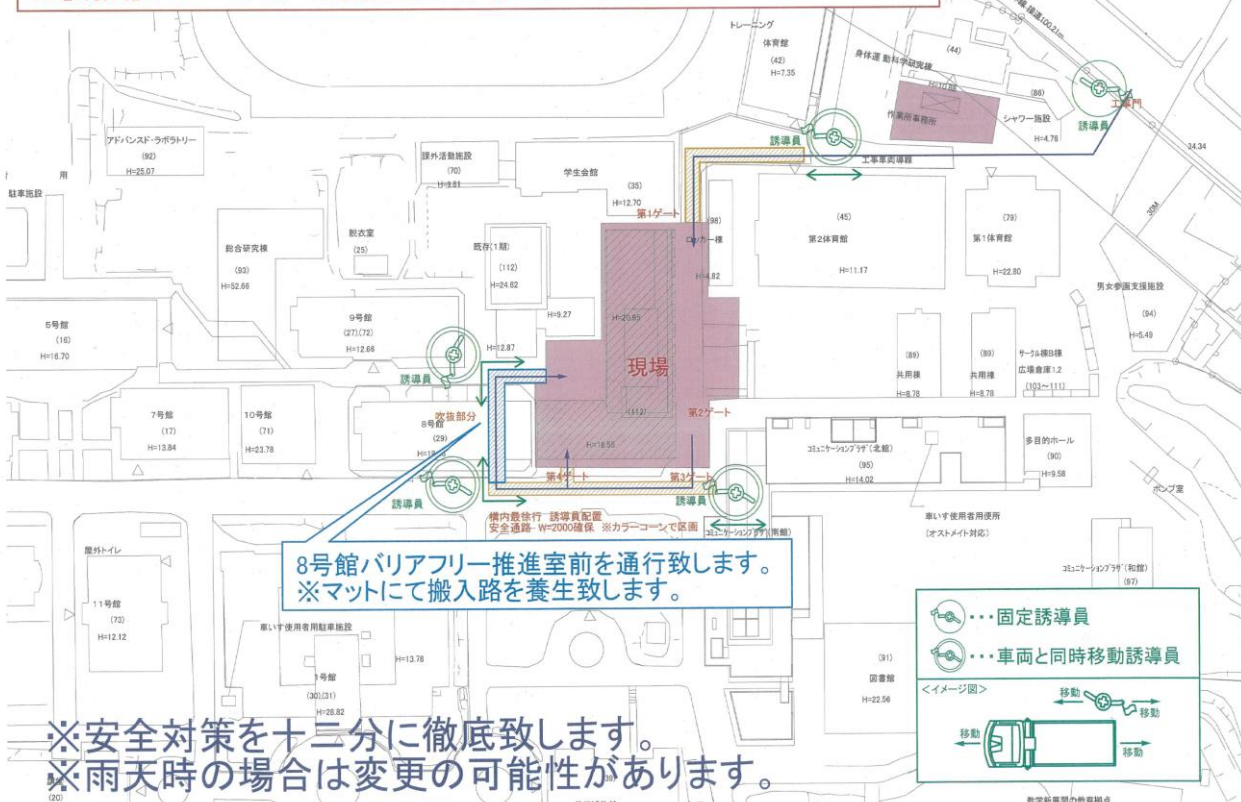 トレーニング
体育館
(42)
H=7.35
身体運動科学研究棟
(44)
(86)
シャワー施設
H=4.76
作業所事務所
工事門
誘導員
34.34
30M
アドバンスド・ラボラトリー
(92)
H=25.07
用
駐車施設
課外活動施設
(70)
H=9.81
学生会館
(35)
H=12.70
誘導員
工事車両導線
第1ゲート
(98)
ロッカー棟
H=4.82
(45)
第2体育館
H=11.17
(79)
第1体育館
H=22.80
総合研究棟
(93)
H=52.66
脱衣室
(25)
既存(1期)
(112)
H=24.62
H=9.27
H=12.87
9号館
(27),(72)
H=12.66
5号館
(16)
H=16.70
男女参画支援施設
(94)
H=5.49
H=20.95
現場
(112)
H=18.55
(89)
共用棟
H=8.78
(89)
共用棟
H=8.78
サークル棟B棟
広場倉庫1,2
(103~111)
誘導員
吹抜部分
7号館
(17)
H=13.84
10号館
(71)
H=23.78
8号館
(29)
第2ゲート
コミュニケーションプラザ(北館)
(95)
H=14.02
多目的ホール
(90)
H=9.58
ポンプ室
第4ゲート
第3ゲート
誘導員
誘導員
構内最徐行 誘導員配置
安全通路 W=2000確保 ※カラーコーンで区画
コミュニケーションプラザ(南館)
車いす使用者用便所
(オストメイト対応)
8号館バリアフリー推進室前を通行致します。
※マットにて搬入路を養生致します。
コミュニケーションプラザ(和館)
(97)
屋外トイレ
11号館
(73)
H=12.12
車いす使用者用駐車施設
H=13.78
1号館
(30),(31)
H=28.82
(91)
図書館
H=22.56
…固定誘導員
…車両と同時移動誘導員
<イメージ図>
移動
移動
移動
移動
※安全対策を十二分に徹底致します。
※雨天時の場合は変更の可能性があります。
(20)